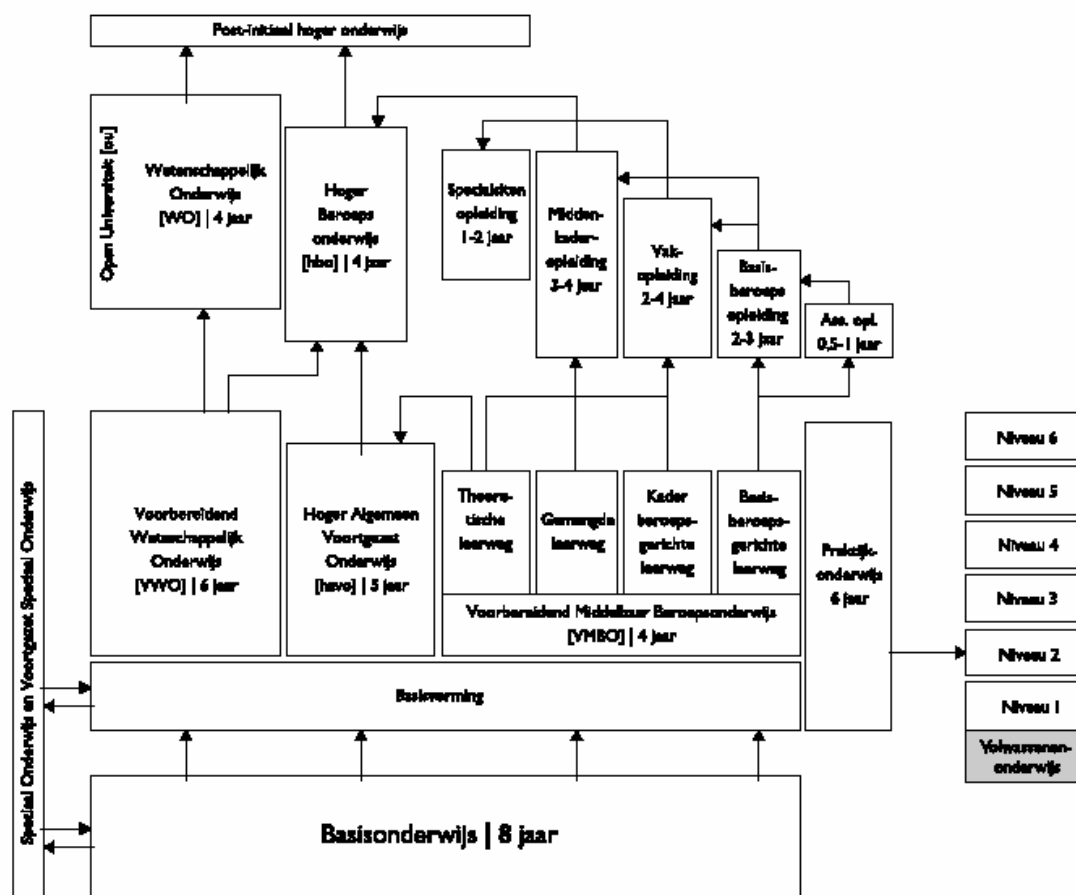 Post-initiaal hoger onderwijs
Open Universiteit [ou]
Wetenschappelijk
Onderwijs
[WO] | 4 jaar
Hoger
Beroeps
onderwijs
[hbo] | 4 jaar
Specialisten
opleiding
1-2 jaar
Midden-
kader-
opleiding
3-4 jaar
Vak-
opleiding
2-4 jaar
Basis-
beroeps
opleiding
2-3 jaar
Ass. opl.
0,5-1 jaar
Speciaal Onderwijs en Voortgezet Speciaal Onderwijs
Voorbereidend
Wetenschappelijk
Onderwijs
[VWO] | 6 jaar
Hoger Algemeen
Voortgezet
Onderwijs
[havo] | 5 jaar
Theore-
tische
leerweg
Gemengde
leerweg
Kader
beroeps-
gerichte
leerweg
Basis-
beroeps-
gerichte
leerweg
Voorbereidend Middelbaar Beroepsonderwijs
[VMBO] | 4 jaar
Praktijk-
onderwijs
6 jaar
Niveau 6
Niveau 5
Niveau 4
Niveau 3
Niveau 2
Niveau 1
Volwassenen-
onderwijs
Basisvorming
Basisonderwijs | 8 jaar